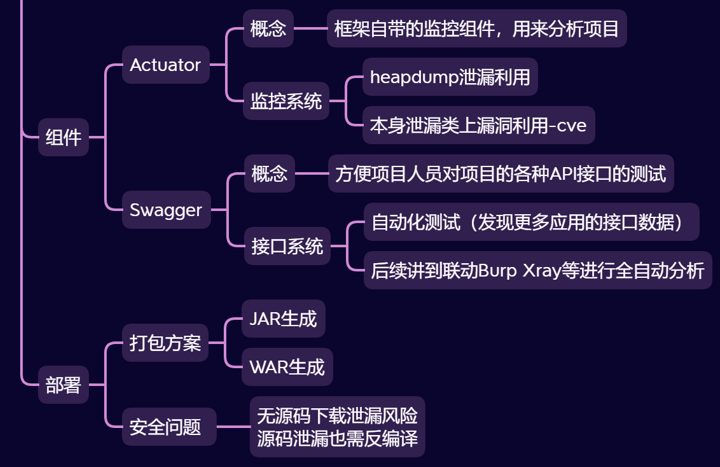 组件
Actuator
概念
框架自带的监控组件，用来分析项目
监控系统
heapdump泄漏利用
本身泄漏类上漏洞利用-cve
Swagger
概念
方便项目人员对项目的各种API接口的测试
接口系统
自动化测试（发现更多应用的接口数据）
后续讲到联动Burp Xray等进行全自动分析
部署
打包方案
JAR生成
WAR生成
安全问题
无源码下载泄漏风险
源码泄漏也需反编译